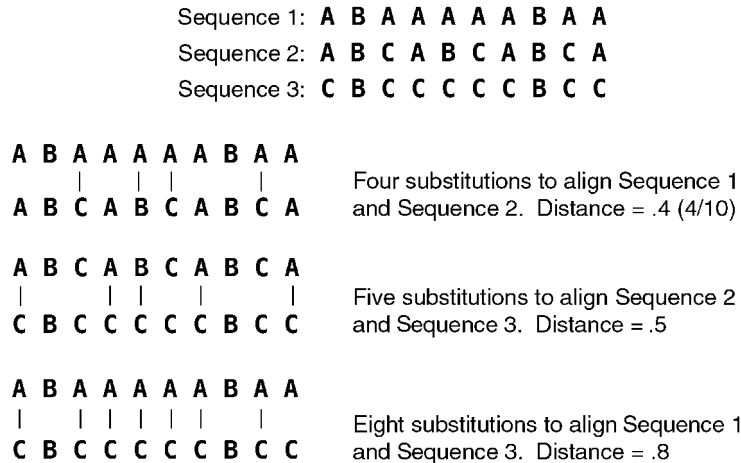 Sequence 1: A B A A A A A B A A
Sequence 2: A B C A B C A B C A
Sequence 3: C B C C C C C B C C
A B A A A A A B A A
A B C A B C A B C A
Four substitutions to align Sequence 1
and Sequence 2. Distance = .4 (4/10)
A B C A B C A B C A
C B C C C C C B C C
Five substitutions to align Sequence 2
and Sequence 3. Distance = .5
A B A A A A A B A A
C B C C C C C B C C
Eight substitutions to align Sequence 1
and Sequence 3. Distance = .8